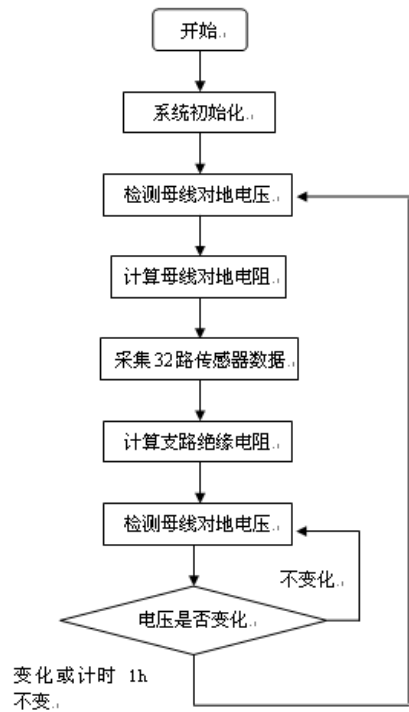 开始
系统初始化
检测母线对地电压
计算母线对地电阻
采集32路传感器数据
计算支路绝缘电阻
检测母线对地电压
不变化
电压是否变化
变化或计时 1h
不变